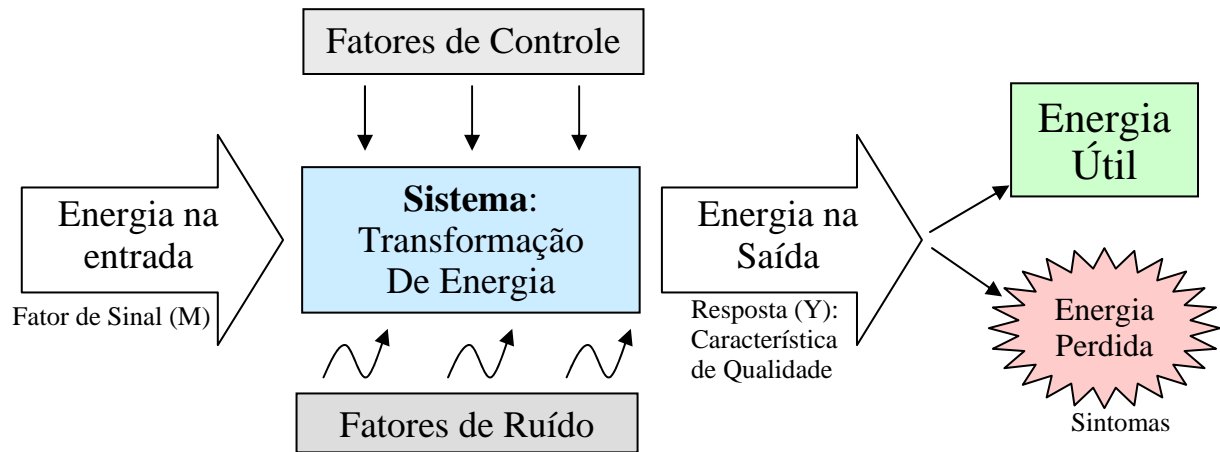 Fatores de Controle
Energia na
entrada
Fator de Sinal (M)
Sistema:
Transformação
De Energia
Energia na
Saída
Resposta (Y):
Característica
de Qualidade
Energia
Útil
Energia
Perdida
Sintomas
Fatores de Ruído